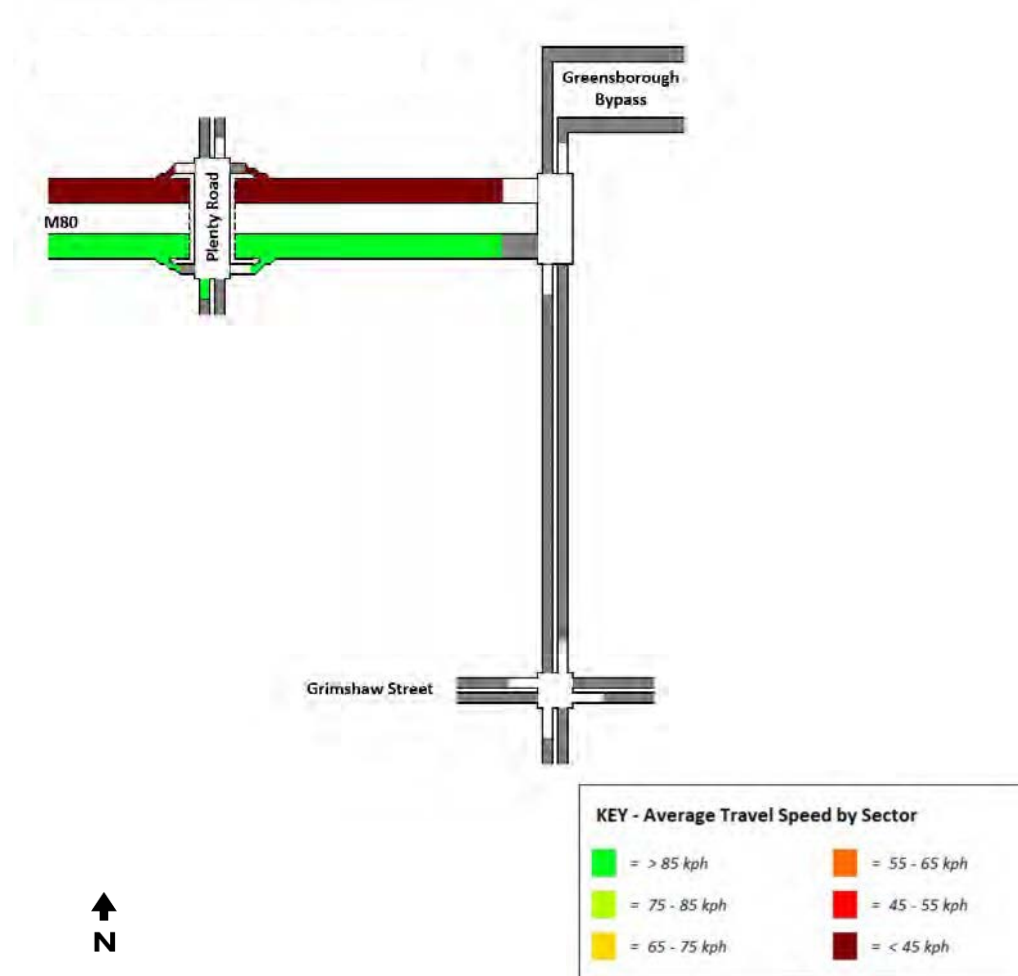 Greensborough
Bypass
Plenty Road
M80
Grimshaw Street
KEY - Average Travel Speed by Sector
= > 85 kph
= 55 - 65 kph
= 75 - 85 kph
= 45 - 55 kph
= 65 - 75 kph
= < 45 kph
N